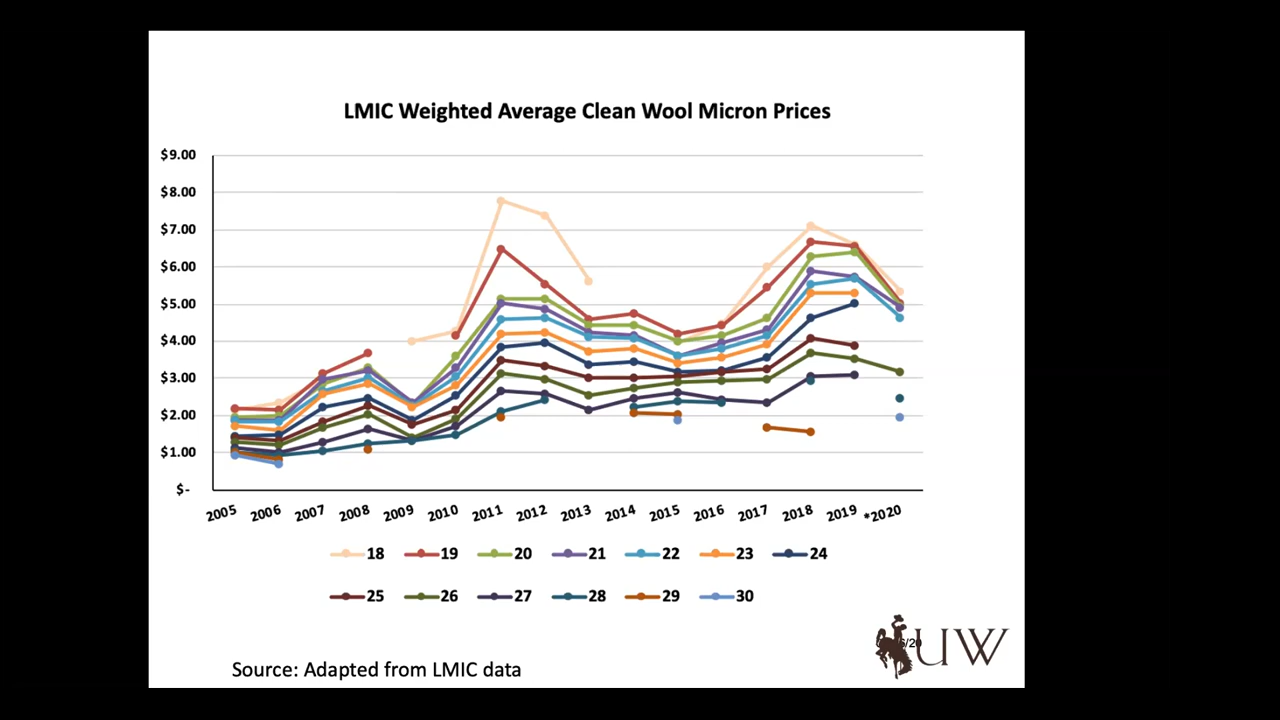 LMIC Weighted Average Clean Wool Micron Prices
$9.00
$8.00
$7.00
$6.00
$5.00
$4.00
$3.00
$2.00
$1.00
$-
2005 2006 2007 2008 2009 2010 2011 2012 2013 2014 2015 2016 2017 2018 2019 *2020
18 19 20 21 22 23 24
25 26 27 28 29 30
UW
Source: Adapted from LMIC data